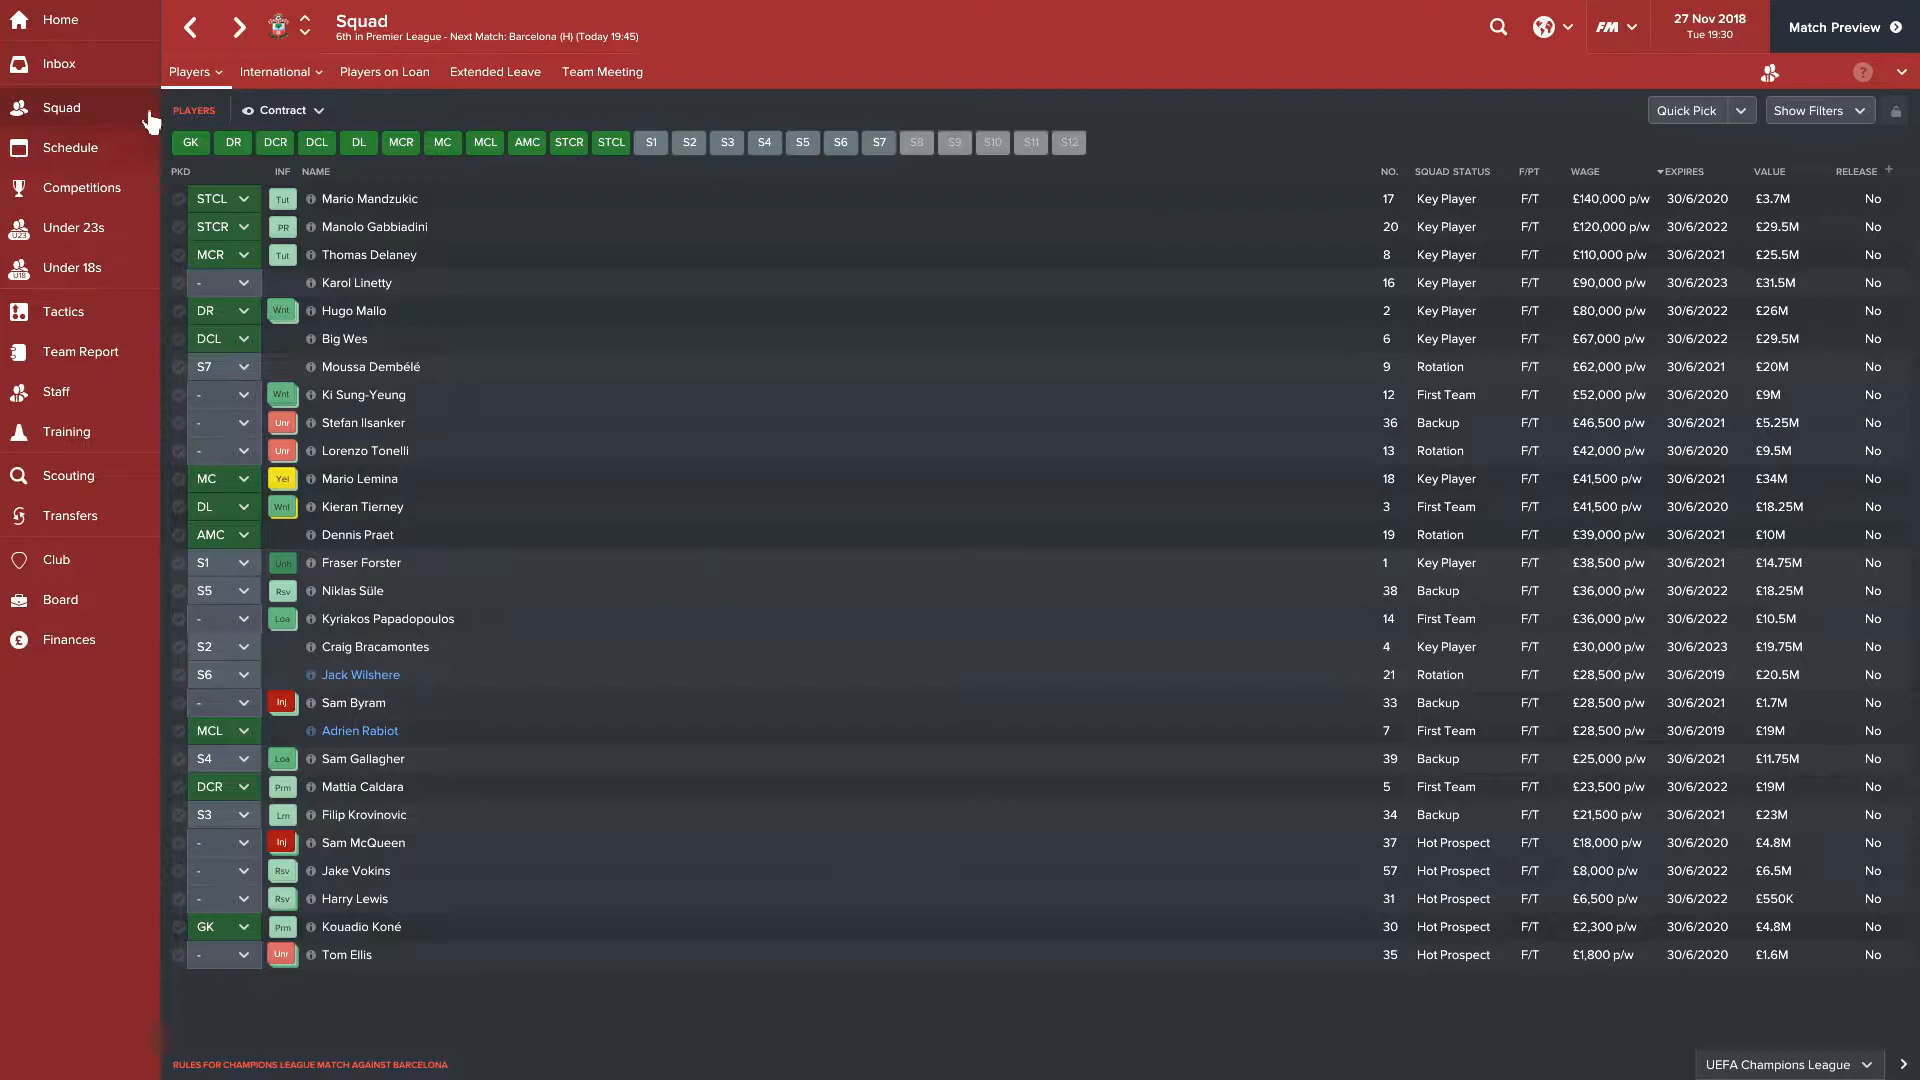 Home
Inbox
Squad
Schedule
Competitions
U23
Under 23s
U18
Under 18s
Tactics
Team Report
Staff
Training
Scouting
Transfers
Club
Board
£ Finances
Squad
6th in Premier League - Next Match: Barcelona (H) (Today 19:45)
FM
27 Nov 2018
Tue 19:30
Match Preview
Players International Players on Loan Extended Leave Team Meeting ?
PLAYERS Contract Quick Pick Show Filters
GK DR DCR DCL DL MCR MC MCL AMC STCR STCL S1 S2 S3 S4 S5 S6 S7 S8 S9 S10 S11 S12
PKD INF NAME NO. SQUAD STATUS F/PT WAGE EXPIRES VALUE RELEASE +
STCL Tut Mario Mandzukic 17 Key Player F/T £140,000 p/w 30/6/2020 £3.7M No
STCR PR Manolo Gabbiadini 20 Key Player F/T £120,000 p/w 30/6/2022 £29.5M No
MCR Tut Thomas Delaney 8 Key Player F/T £110,000 p/w 30/6/2021 £25.5M No
- Karol Linetty 16 Key Player F/T £90,000 p/w 30/6/2023 £31.5M No
DR Wnt Hugo Mallo 2 Key Player F/T £80,000 p/w 30/6/2022 £26M No
DCL Big Wes 6 Key Player F/T £67,000 p/w 30/6/2022 £29.5M No
S7 Moussa Dembélé 9 Rotation F/T £62,000 p/w 30/6/2021 £20M No
- Wnt Ki Sung-Yeung 12 First Team F/T £52,000 p/w 30/6/2020 £9M No
- Unr Stefan Ilsanker 36 Backup F/T £46,500 p/w 30/6/2021 £5.25M No
- Unr Lorenzo Tonelli 13 Rotation F/T £42,000 p/w 30/6/2020 £9.5M No
MC Yel Mario Lemina 18 Key Player F/T £41,500 p/w 30/6/2021 £34M No
DL Wnt Kieran Tierney 3 First Team F/T £41,500 p/w 30/6/2020 £18.25M No
AMC Dennis Praet 19 Rotation F/T £39,000 p/w 30/6/2021 £10M No
S1 Unh Fraser Forster 1 Key Player F/T £38,500 p/w 30/6/2021 £14.75M No
S5 Rsv Niklas Süle 38 Backup F/T £36,000 p/w 30/6/2022 £18.25M No
- Loa Kyriakos Papadopoulos 14 First Team F/T £36,000 p/w 30/6/2022 £10.5M No
S2 Craig Bracamontes 4 Key Player F/T £30,000 p/w 30/6/2023 £19.75M No
S6 Jack Wilshere 21 Rotation F/T £28,500 p/w 30/6/2019 £20.5M No
- Inj Sam Byram 33 Backup F/T £28,500 p/w 30/6/2021 £1.7M No
MCL Adrien Rabiot 7 First Team F/T £28,500 p/w 30/6/2019 £19M No
S4 Loa Sam Gallagher 39 Backup F/T £25,000 p/w 30/6/2021 £11.75M No
DCR Prm Mattia Caldara 5 First Team F/T £23,500 p/w 30/6/2022 £19M No
S3 Lrn Filip Krovinovic 34 Backup F/T £21,500 p/w 30/6/2021 £23M No
- Inj Sam McQueen 37 Hot Prospect F/T £18,000 p/w 30/6/2020 £4.8M No
- Rsv Jake Vokins 57 Hot Prospect F/T £8,000 p/w 30/6/2022 £6.5M No
- Rsv Harry Lewis 31 Hot Prospect F/T £6,500 p/w 30/6/2022 £550K No
GK Prm Kouadio Koné 30 Hot Prospect F/T £2,300 p/w 30/6/2020 £4.8M No
- Unr Tom Ellis 35 Hot Prospect F/T £1,800 p/w 30/6/2020 £1.6M No
RULES FOR CHAMPIONS LEAGUE MATCH AGAINST BARCELONA UEFA Champions League